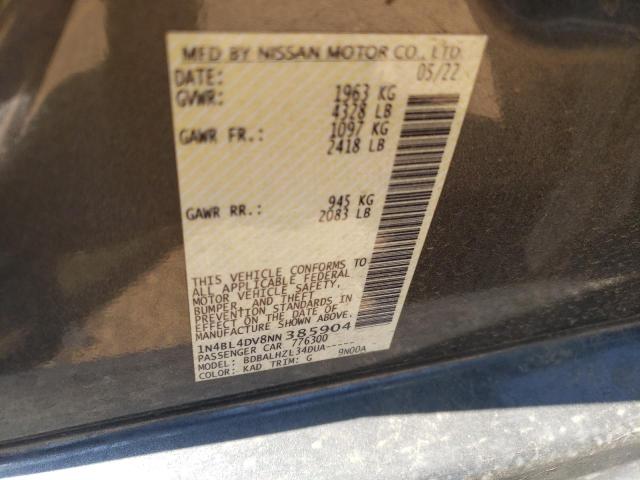 MFD BY NISSAN MOTOR CO., LTD.
DATE: 05/22
GVWR: 1963 KG
4328 LB
GAWR FR.: 1097 KG
2418 LB
GAWR RR.: 945 KG
2083 LB
THIS VEHICLE CONFORMS TO
ALL APPLICABLE FEDERAL
MOTOR VEHICLE SAFETY,
BUMPER, AND THEFT
PREVENTION STANDARDS IN
EFFECT ON THE DATE OF
MANUFACTURE SHOWN ABOVE.
1N4BL4DV8NN385904
PASSENGER CAR 776300
MODEL: BDBALHZL34DUA-----
COLOR: KAD TRIM: G 9N00A